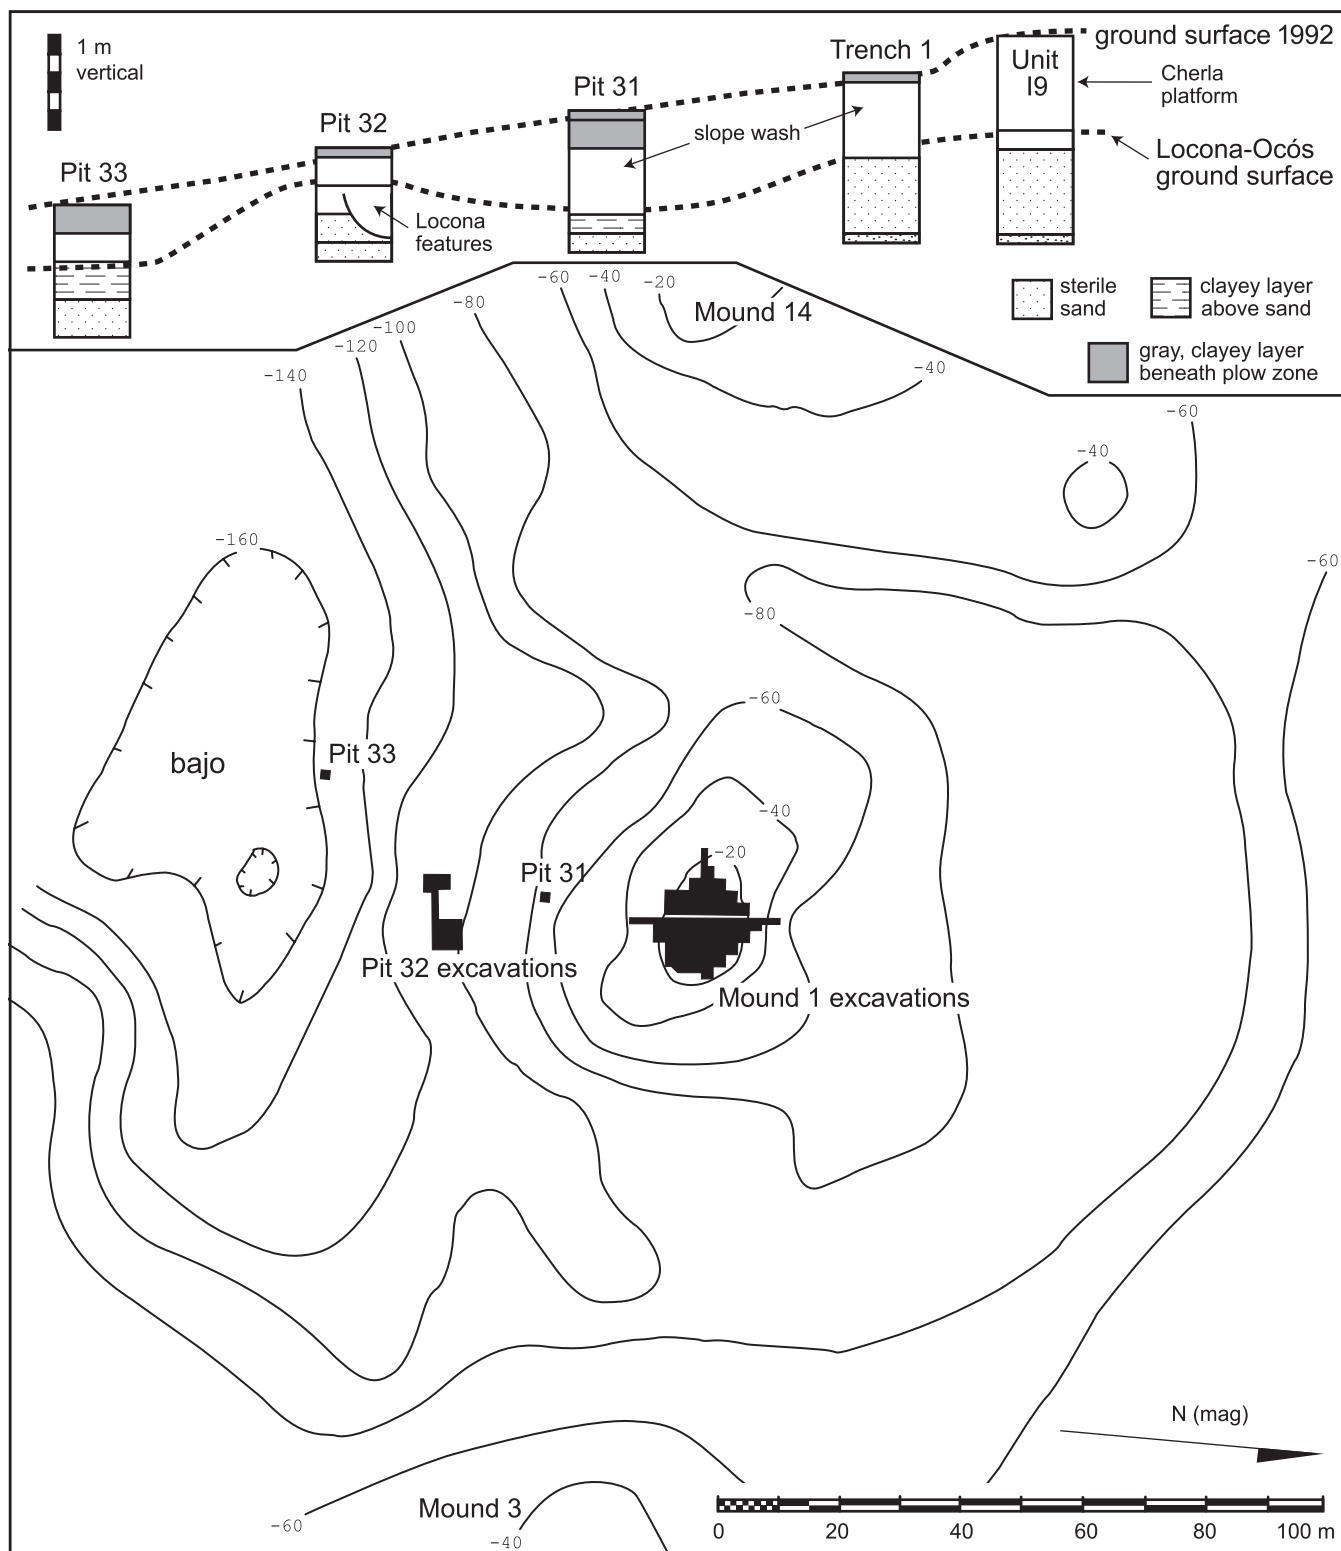 1 m
vertical
Pit 33
Pit 32
Pit 31
Trench 1
Unit
I9
ground surface 1992
Cherla
platform
slope wash
Locona-Ocós
ground surface
Locona
features
sterile
sand
clayey layer
above sand
gray, clayey layer
beneath plow zone
-60
-40
-20
Mound 14
-80
-100
-120
-140
-40
-60
-40
-160
-60
-80
-60
bajo
Pit 33
-40
-20
Pit 31
Pit 32 excavations
Mound 1 excavations
N (mag)
Mound 3
-60
-40
0 20 40 60 80 100 m